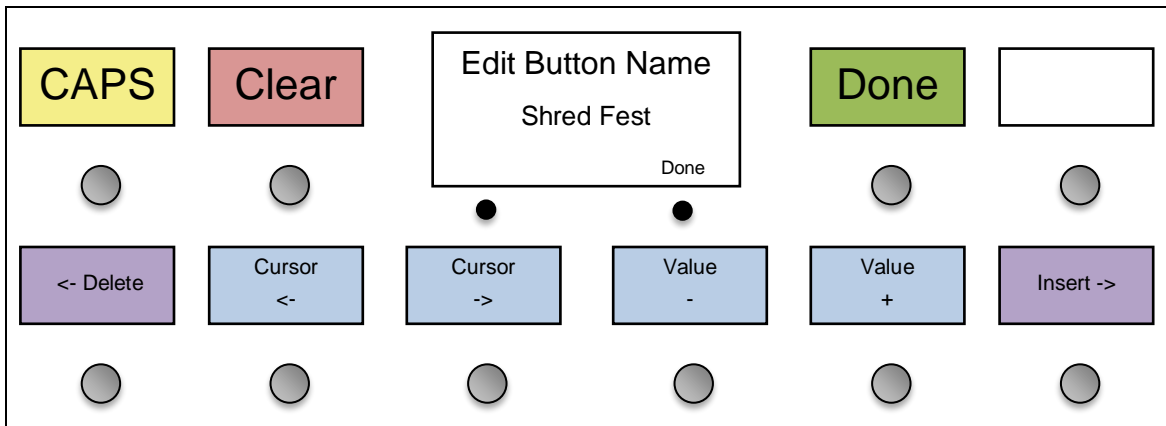 CAPS
Clear
Edit Button Name
Shred Fest
Done
Done
<- Delete
Cursor
<-
Cursor
->
Value
-
Value
+
Insert ->